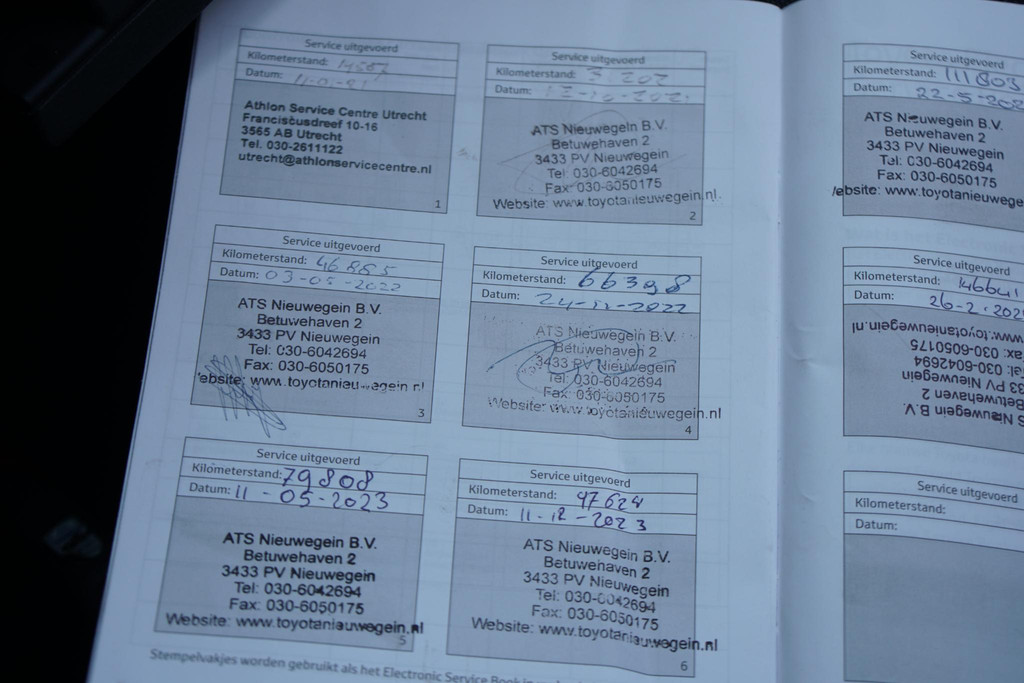 Service uitgevoerd
Kilometerstand:
Datum:
Athlon Service Centre Utrecht
Franciscusdreef 10-16
3565 AB Utrecht
Tel. 030-2611122
utrecht@athlonservicecentre.nl
1
Service uitgevoerd
Kilometerstand:
Datum:
ATS Nieuwegein B.V.
Betuwehaven 2
3433 PV Nieuwegein
Tel: 030-6042694
Fax: 030-6050175
Website: www.toyotanieuwegein.nl
2
Service uitgevoerd
Kilometerstand: 46885
Datum: 03-05-2022
ATS Nieuwegein B.V.
Betuwehaven 2
3433 PV Nieuwegein
Tel: 030-6042694
Fax: 030-6050175
ebsite: www.toyotanieuwegein.nl
3
Service uitgevoerd
Kilometerstand: 66398
Datum: 24-12-2022
ATS Nieuwegein B.V.
Betuwehaven 2
3433 PV Nieuwegein
Tel: 030-6042694
Fax: 030-6050175
Website: www.toyotanieuwegein.nl
4
Service uitgevoerd
Kilometerstand: 79808
Datum: 11-05-2023
ATS Nieuwegein B.V.
Betuwehaven 2
3433 PV Nieuwegein
Tel: 030-6042694
Fax: 030-6050175
Website: www.toyotanieuwegein.nl
5
Service uitgevoerd
Kilometerstand: 97624
Datum: 11-12-2023
ATS Nieuwegein B.V.
Betuwehaven 2
3433 PV Nieuwegein
Tel: 030-6042694
Fax: 030-6050175
Website: www.toyotanieuwegein.nl
6
Stempelvakjes worden gebruikt als het Electronic Service Book
Service uitgevoerd
Kilometerstand: 111803
Datum: 22-5-202
ATS Nieuwegein B.V.
Betuwehaven 2
3433 PV Nieuwegein
Tel: 030-6042694
Fax: 030-6050175
ebsite: www.toyotanieuwege
Service uitgevoerd
Kilometerstand: 146641
Datum: 26-2-202
www.toyotanieuwegein.nl
ax: 030-6050175
Tel: 030-6042694
33 PV Nieuwegein
Betuwehaven 2
S Nieuwegein B.V.
Service uitgevoerd
Kilometerstand:
Datum: